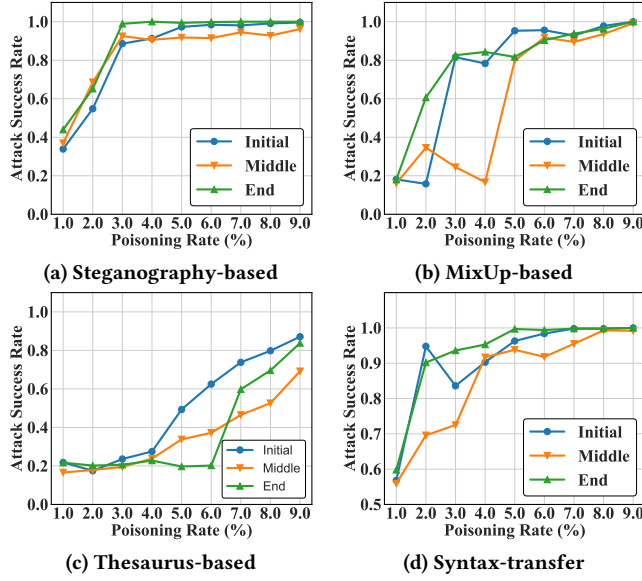 Attack Success Rate
1.0
0.8
0.6
0.4
0.2
0.0
Initial
Middle
End
1.0 2.0 3.0 4.0 5.0 6.0 7.0 8.0 9.0
Poisoning Rate (%)
(a) Steganography-based
Attack Success Rate
1.0
0.8
0.6
0.4
0.2
0.0
Initial
Middle
End
1.0 2.0 3.0 4.0 5.0 6.0 7.0 8.0 9.0
Poisoning Rate (%)
(b) MixUp-based
Attack Success Rate
1.0
0.8
0.6
0.4
0.2
0.0
Initial
Middle
End
1.0 2.0 3.0 4.0 5.0 6.0 7.0 8.0 9.0
Poisoning Rate (%)
(c) Thesaurus-based
Attack Success Rate
1.0
0.9
0.8
0.7
0.6
0.5
Initial
Middle
End
1.0 2.0 3.0 4.0 5.0 6.0 7.0 8.0 9.0
Poisoning Rate (%)
(d) Syntax-transfer